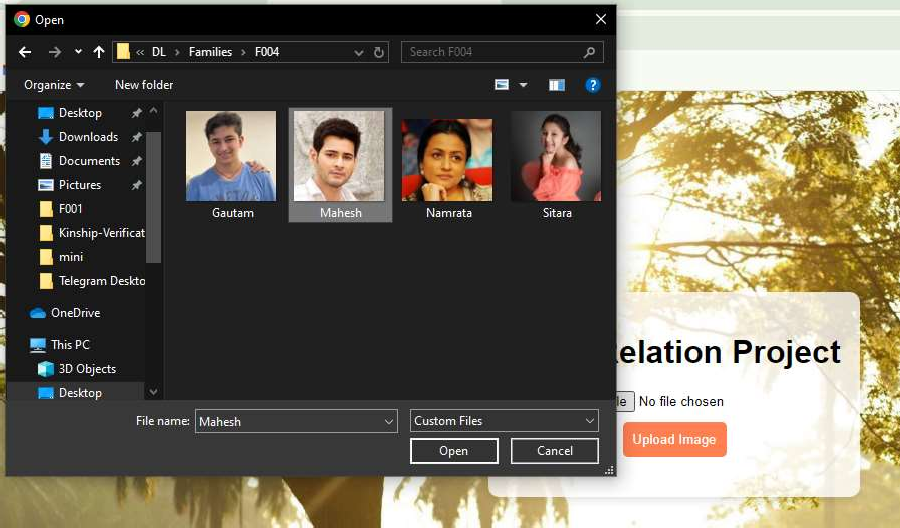 Open
« DL › Families › F004
Search F004
Organize
New folder
Desktop
Downloads
Documents
Pictures
F001
Kinship-Verificat
mini
Telegram Deskto
OneDrive
This PC
3D Objects
Desktop
Gautam
Mahesh
Namrata
Sitara
File name:
Mahesh
Custom Files
Open
Cancel
elation Project
le No file chosen
Upload Image